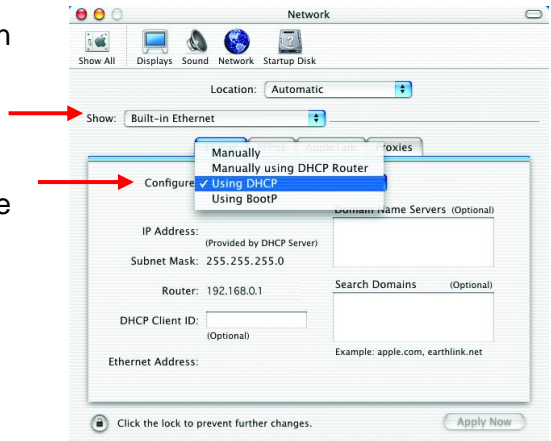 n
e
Network
Show All Displays Sound Network Startup Disk
Location: Automatic
Show: Built-in Ethernet
PPPoE AppleTalk Proxies
Manually
Manually using DHCP Router
Configure ✓ Using DHCP
Using BootP
Domain Name Servers (Optional)
IP Address:
(Provided by DHCP Server)
Subnet Mask: 255.255.255.0
Router: 192.168.0.1
Search Domains (Optional)
DHCP Client ID:
(Optional)
Example: apple.com, earthlink.net
Ethernet Address:
Click the lock to prevent further changes.
Apply Now